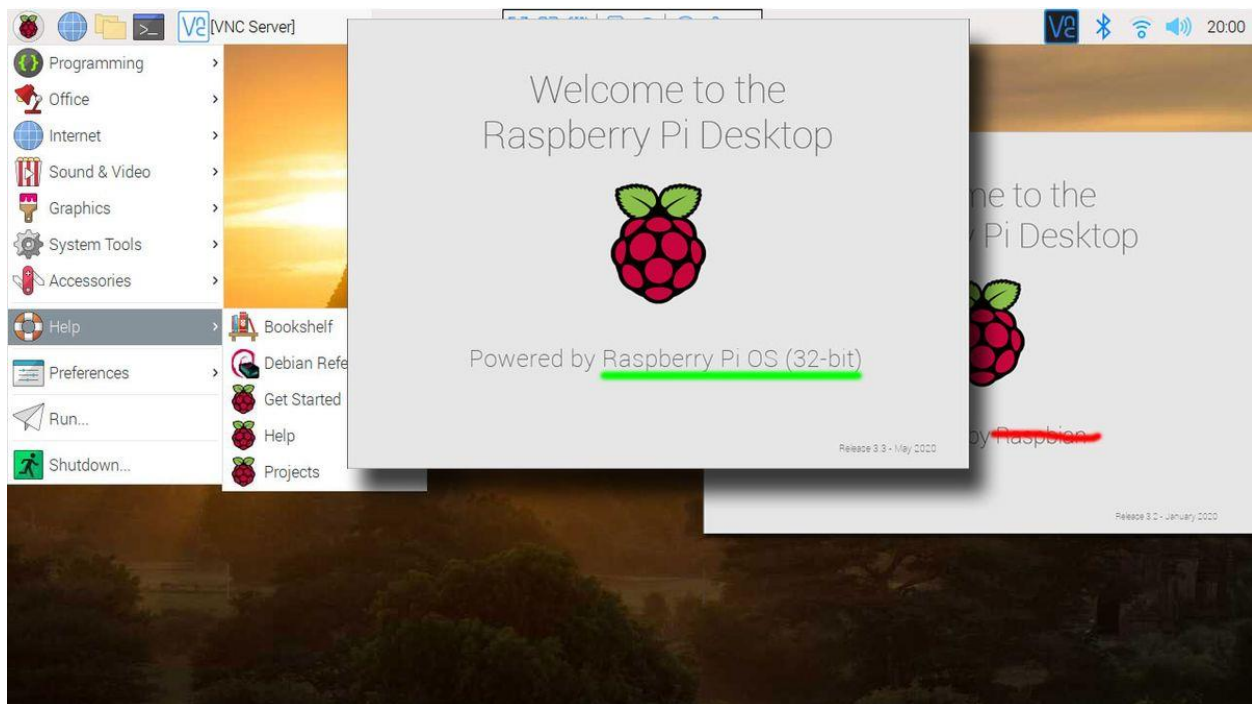 [VNC Server]
20:00
Programming
Office
Internet
Sound & Video
Graphics
System Tools
Accessories
Help
Preferences
Run...
Shutdown...
Bookshelf
Debian Refe
Get Started
Help
Projects
Welcome to the
Raspberry Pi Desktop
Powered by Raspberry Pi OS (32-bit)
Release 3.3 - May 2020
me to the
Pi Desktop
by Raspbian
Release 3.2 - January 2020